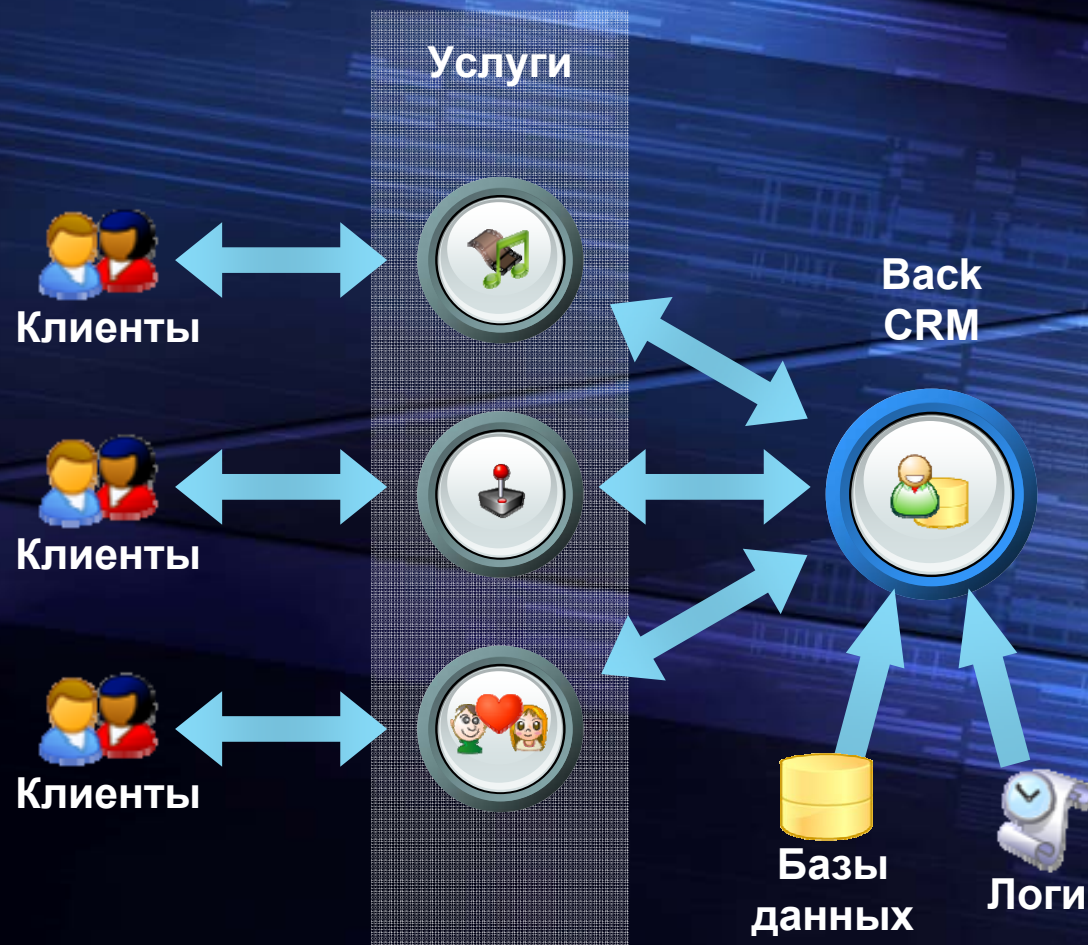 Услуги
Клиенты
Back
CRM
Клиенты
Клиенты
Базы
данных
Логи